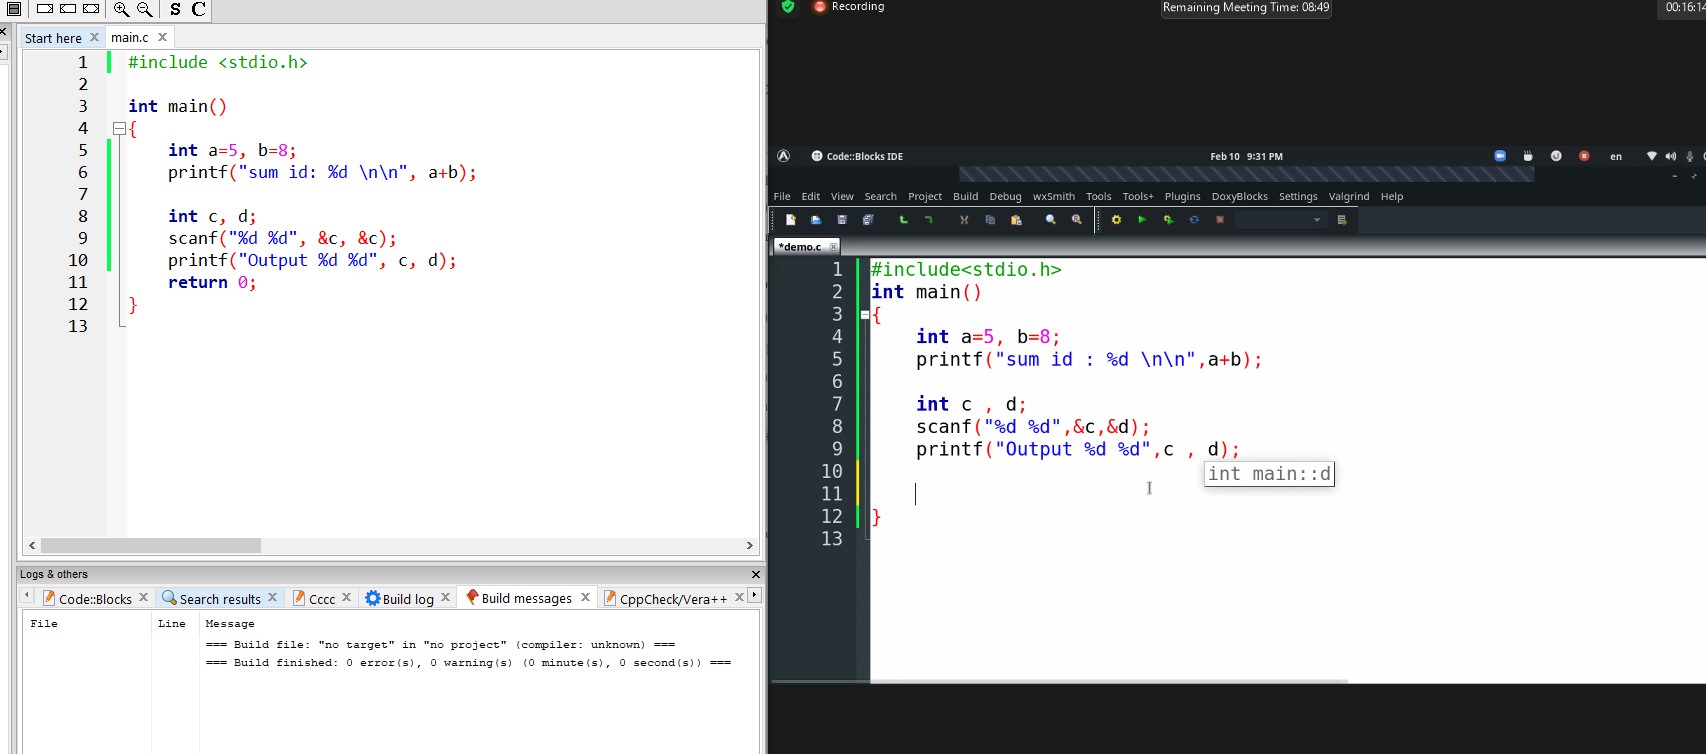 S C
Start here
main.c
1 #include <stdio.h>
2
3 int main()
4 {
5 int a=5, b=8;
6 printf("sum id: %d \n\n", a+b);
7
8 int c, d;
9 scanf("%d %d", &c, &c);
10 printf("Output %d %d", c, d);
11 return 0;
12 }
13
Logs & others
Code::Blocks Search results Cccc Build log Build messages CppCheck/Vera++
File Line Message
=== Build file: "no target" in "no project" (compiler: unknown) ===
=== Build finished: 0 error(s), 0 warning(s) (0 minute(s), 0 second(s)) ===
Recording
Remaining Meeting Time: 08:49
00:16:14
Code::Blocks IDE
Feb 10 9:31 PM
en
File Edit View Search Project Build Debug wxSmith Tools Tools+ Plugins DoxyBlocks Settings Valgrind Help
*demo.c
1 #include<stdio.h>
2 int main()
3 {
4 int a=5, b=8;
5 printf("sum id : %d \n\n",a+b);
6
7 int c , d;
8 scanf("%d %d",&c,&d);
9 printf("Output %d %d",c , d);
10
int main::d
11
12 }
13